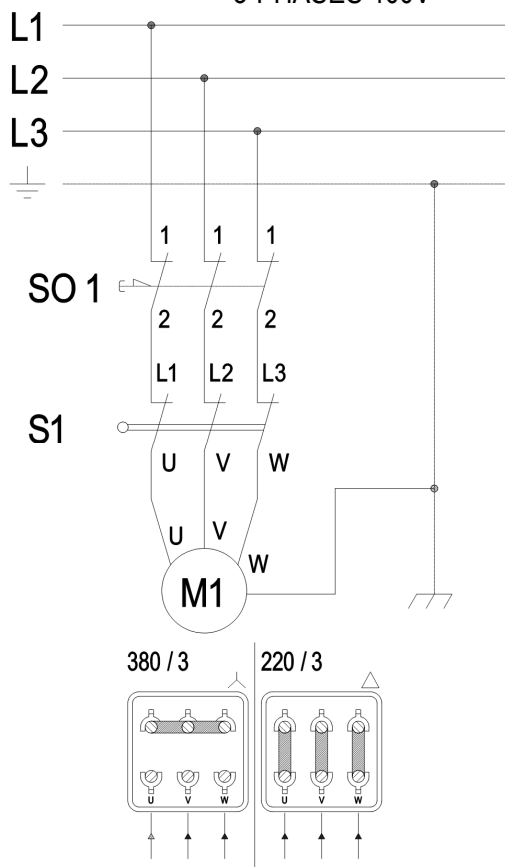 L1
L2
L3
1 1 1
SO 1
2 2 2
L1 L2 L3
S1
U V W
U V W
M1
380 / 3 220 / 3
U V W U V W